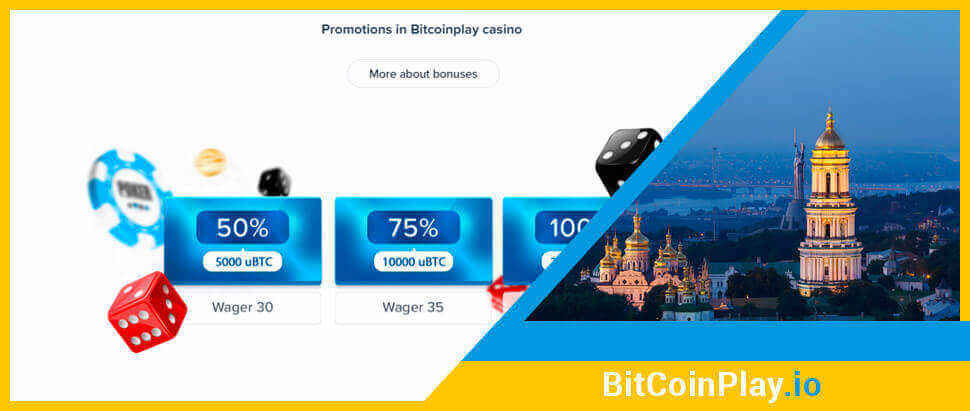 Promotions in Bitcoinplay casino
More about bonuses
POKER
50%
5000 uBTC
Wager 30
75%
10000 uBTC
Wager 35
100
BitCoinPlay.io